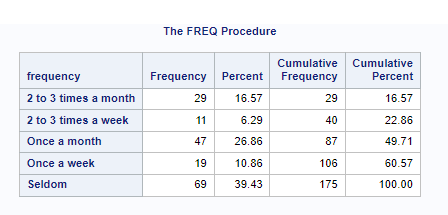 The FREQ Procedure
Cumulative Cumulative
frequency Frequency Percent Frequency Percent
2 to 3 times a month 29 16.57 29 16.57
2 to 3 times a week 11 6.29 40 22.86
Once a month 47 26.86 87 49.71
Once a week 19 10.86 106 60.57
Seldom 69 39.43 175 100.00